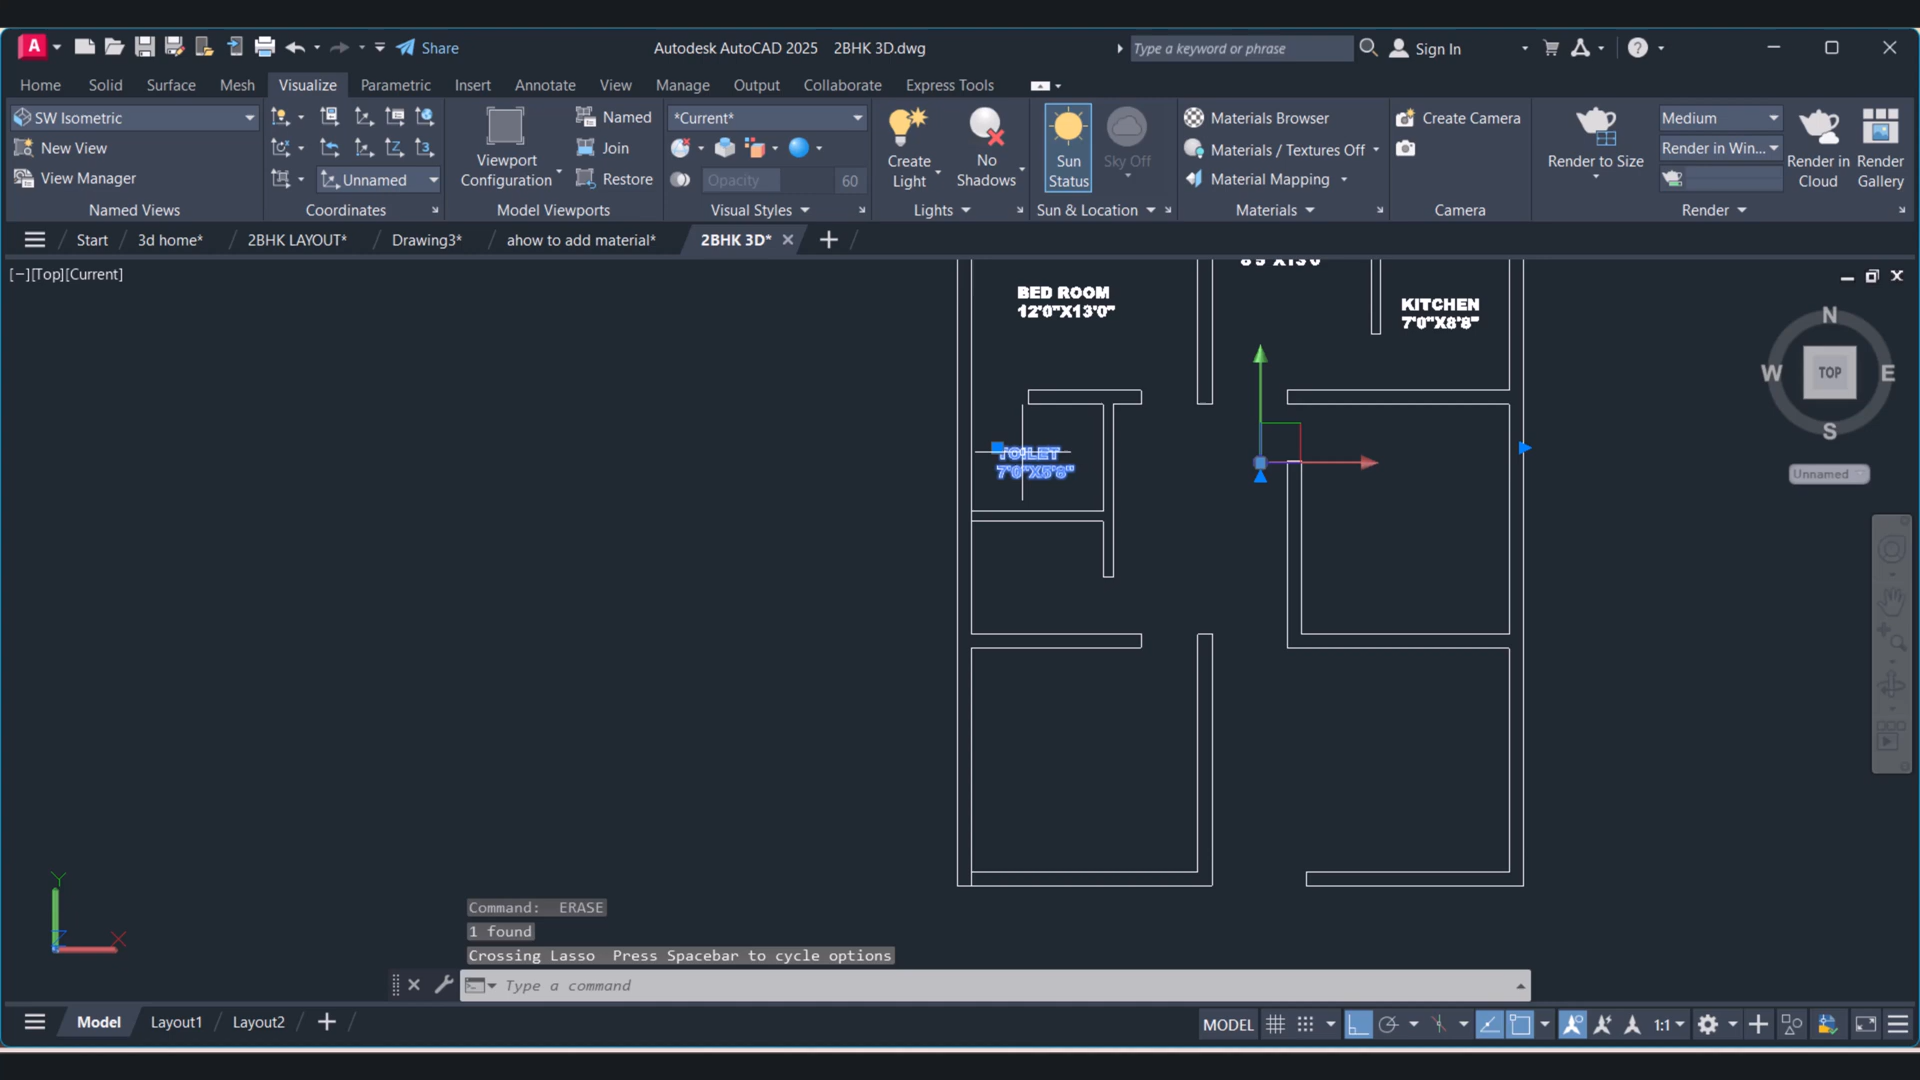 A
Share
Autodesk AutoCAD 2025 2BHK 3D.dwg
Type a keyword or phrase
Sign In
Home Solid Surface Mesh Visualize Parametric Insert Annotate View Manage Output Collaborate Express Tools
SW Isometric
New View
View Manager
Named Views
Unnamed
Coordinates
Viewport
Configuration
Named
Join
Restore
Model Viewports
*Current*
Opacity 60
Visual Styles
Create
Light
No
Shadows
Lights
Sun
Status
Sky Off
Sun & Location
Materials Browser
Materials / Textures Off
Material Mapping
Materials
Create Camera
Camera
Render to Size
Medium
Render in Win...
Render in
Cloud
Render
Gallery
Render
Start 3d home* 2BHK LAYOUT* Drawing3* ahow to add material* 2BHK 3D*
[−][Top][Current]
BED ROOM
12'0"X13'0"
KITCHEN
7'0"X8'8"
TOILET
N
W TOP E
S
Unnamed
Y
X
Command: ERASE
1 found
Crossing Lasso Press Spacebar to cycle options
Type a command
Model Layout1 Layout2
MODEL
1:1